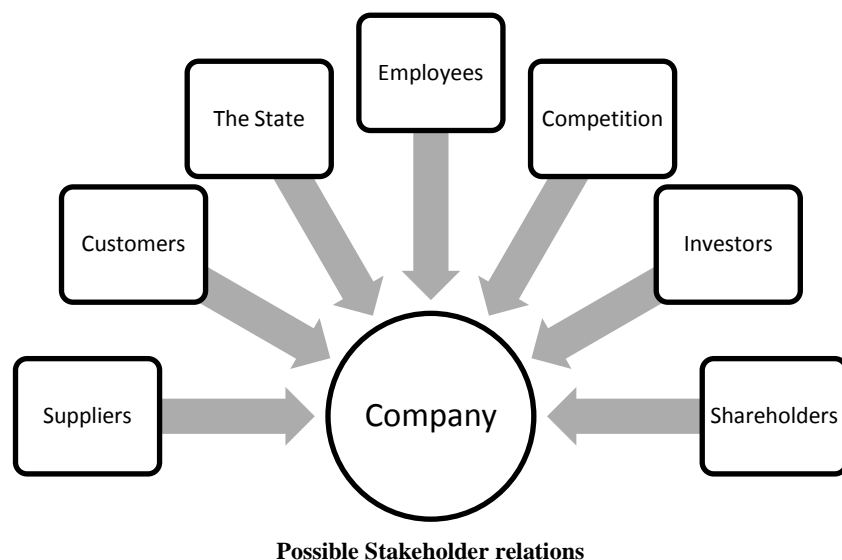 Employees
The State
Competition
Customers
Investors
Suppliers
Company
Shareholders
Possible Stakeholder relations